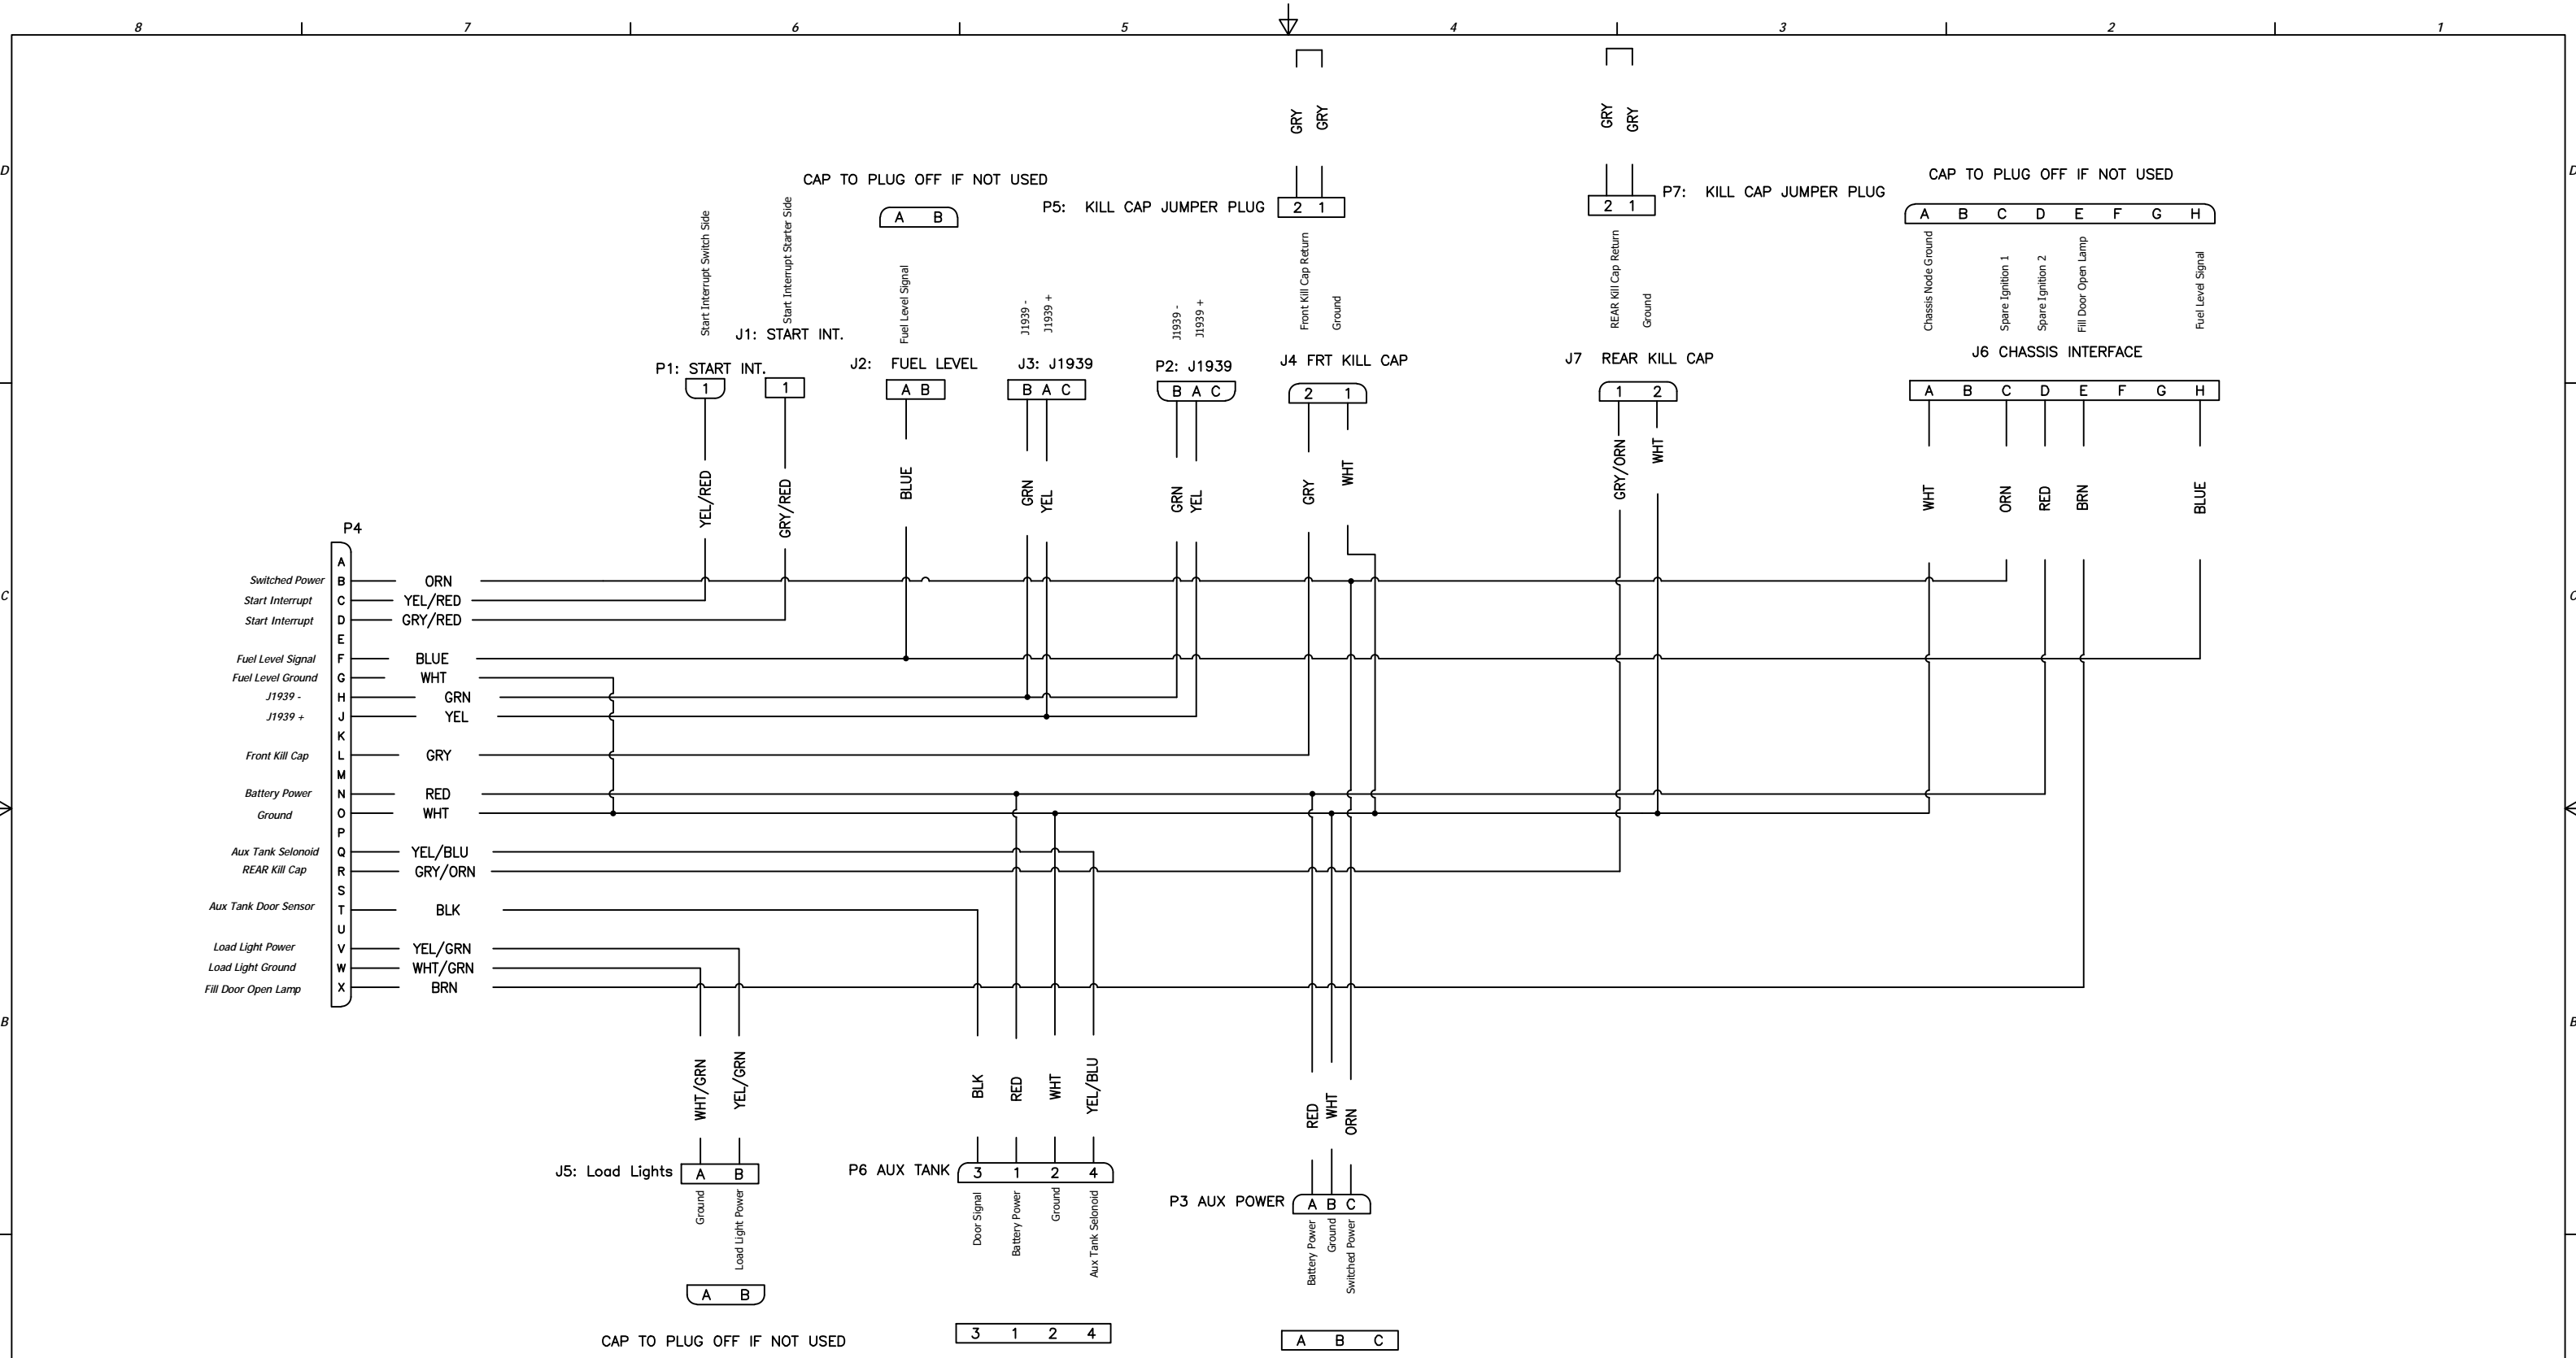 8 7 6 5 4 3 2 1
D
D
GRY
GRY
GRY
GRY
CAP TO PLUG OFF IF NOT USED
A B
P5: KILL CAP JUMPER PLUG
2 1
2 1
P7: KILL CAP JUMPER PLUG
CAP TO PLUG OFF IF NOT USED
A B C D E F G H
Start Interrupt Switch Side
Start Interrupt Starter Side
Fuel Level Signal
J1939 -
J1939 +
J1939 -
J1939 +
Front Kill Cap Return
Ground
REAR Kill Cap Return
Ground
Chassis Node Ground
Spare Ignition 1
Spare Ignition 2
Fill Door Open Lamp
Fuel Level Signal
P1: START INT.
J1: START INT.
J2: FUEL LEVEL
J3: J1939
P2: J1939
J4 FRT KILL CAP
J7 REAR KILL CAP
J6 CHASSIS INTERFACE
1
1
A B
B A C
B A C
2 1
1 2
A B C D E F G H
YEL/RED
GRY/RED
BLUE
GRN
YEL
GRN
YEL
GRY
WHT
GRY/ORN
WHT
WHT
ORN
RED
BRN
BLUE
P4
A
Switched Power B ORN
C
C
Start Interrupt C YEL/RED
Start Interrupt D GRY/RED
E
Fuel Level Signal F BLUE
Fuel Level Ground G WHT
J1939 - H GRN
J1939 + J YEL
K
Front Kill Cap L GRY
M
Battery Power N RED
Ground O WHT
P
Aux Tank Selonoid Q YEL/BLU
REAR Kill Cap R GRY/ORN
S
Aux Tank Door Sensor T BLK
U
Load Light Power V YEL/GRN
Load Light Ground W WHT/GRN
Fill Door Open Lamp X BRN
B
B
WHT/GRN
YEL/GRN
BLK
RED
WHT
YEL/BLU
RED
WHT
ORN
J5: Load Lights
A B
P6 AUX TANK
3 1 2 4
P3 AUX POWER
A B C
Ground
Load Light Power
Door Signal
Battery Power
Ground
Aux Tank Selonoid
Battery Power
Ground
Switched Power
A B
CAP TO PLUG OFF IF NOT USED
3 1 2 4
A B C